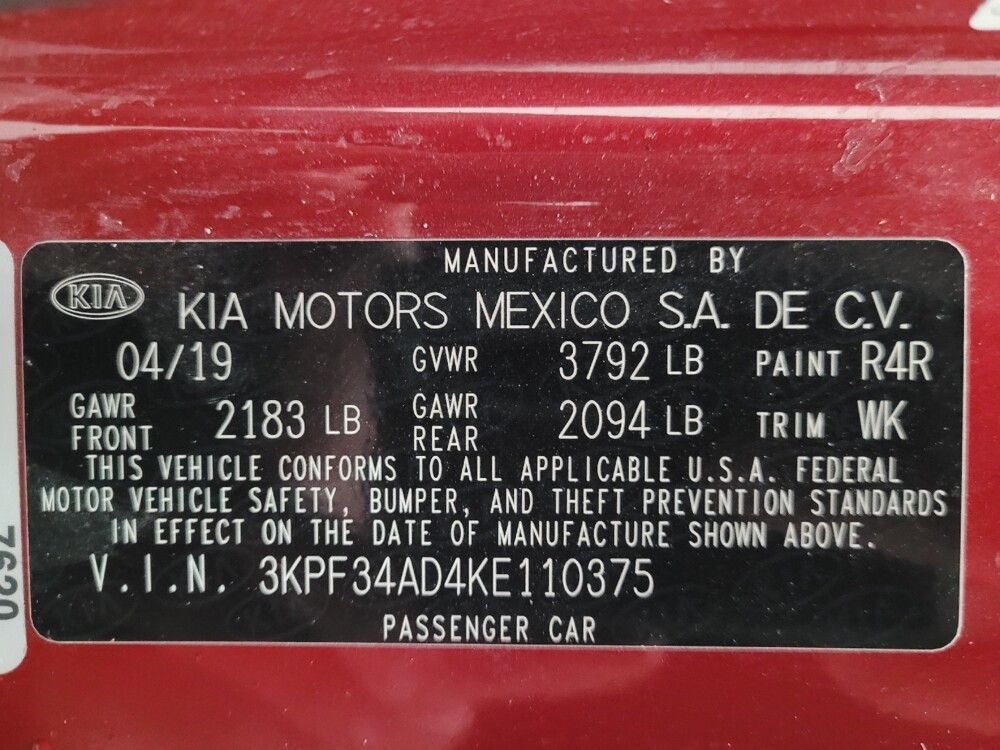 MANUFACTURED BY
KIA
KIA MOTORS MEXICO S.A. DE C.V.
04/19 GVWR 3792 LB PAINT R4R
GAWR FRONT 2183 LB GAWR REAR 2094 LB TRIM WK
THIS VEHICLE CONFORMS TO ALL APPLICABLE U.S.A. FEDERAL
MOTOR VEHICLE SAFETY, BUMPER, AND THEFT PREVENTION STANDARDS
IN EFFECT ON THE DATE OF MANUFACTURE SHOWN ABOVE.
V.I.N. 3KPF34AD4KE110375
PASSENGER CAR